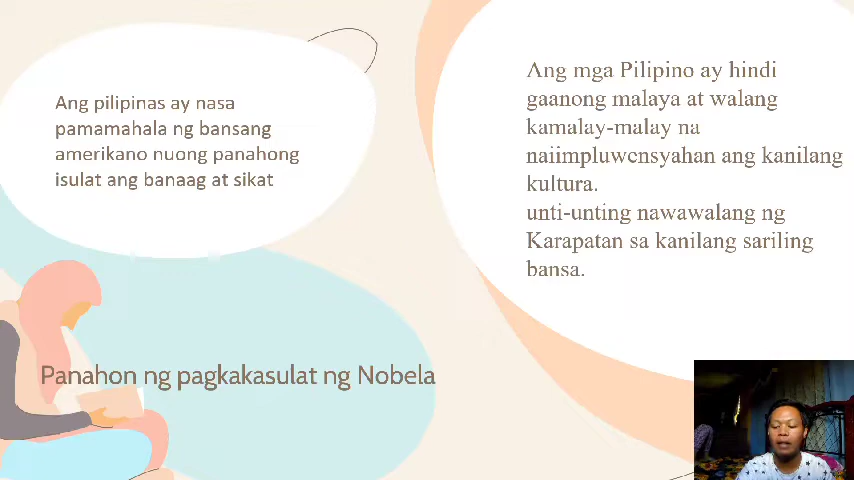 Ang pilipinas ay nasa
pamamahala ng bansang
amerikano nuong panahong
isulat ang banaag at sikat
Ang mga Pilipino ay hindi
gaanong malaya at walang
kamalay-malay na
naiimpluwensyahan ang kanilang
kultura.
unti-unting nawawalang ng
Karapatan sa kanilang sariling
bansa.
Panahon ng pagkakasulat ng Nobela